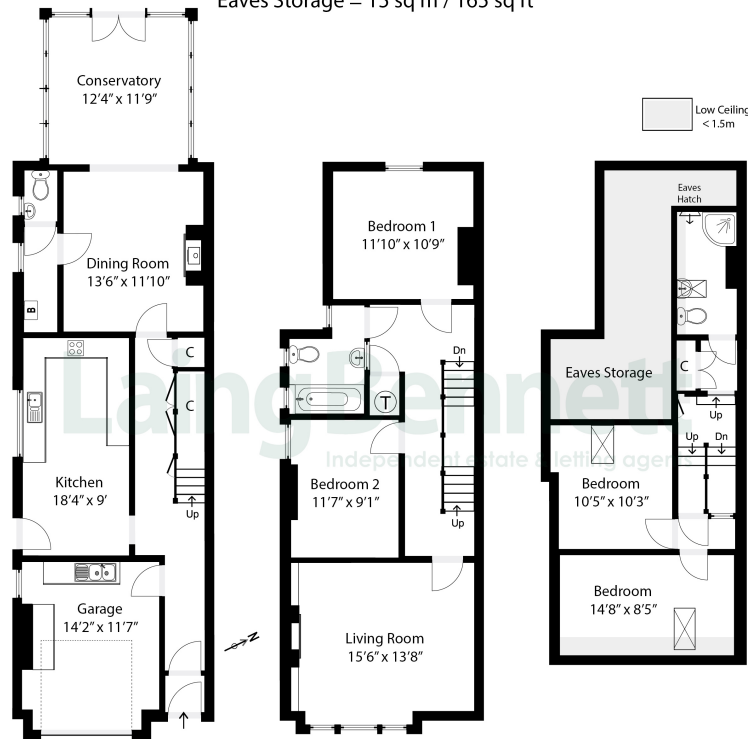 Eaves Storage = 15 sq m / 165 sq ft
Conservatory
12'4" x 11'9"
Low Ceiling
< 1.5m
Dining Room
13'6" x 11'10"
B
C
C
Kitchen
18'4" x 9'
Up
Garage
14'2" x 11'7"
N
Bedroom 1
11'10" x 10'9"
Dn
T
Bedroom 2
11'7" x 9'1"
Up
Living Room
15'6" x 13'8"
Eaves
Hatch
Eaves Storage
C
Up
Up Dn
Bedroom
10'5" x 10'3"
Bedroom
14'8" x 8'5"
LaingBennett
Independent estate & letting agents